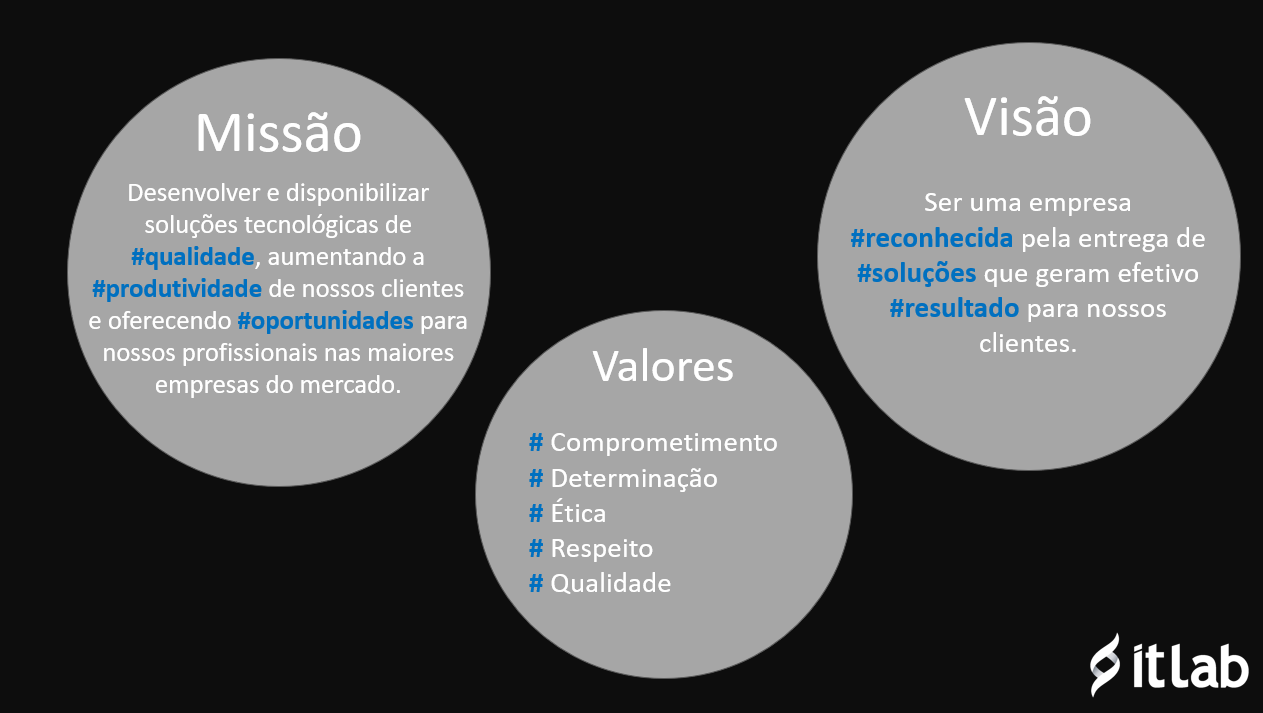 Missão
Desenvolver e disponibilizar
soluções tecnológicas de
#qualidade, aumentando a
#produtividade de nossos clientes
e oferecendo #oportunidades para
nossos profissionais nas maiores
empresas do mercado.
Visão
Ser uma empresa
#reconhecida pela entrega de
#soluções que geram efetivo
#resultado para nossos
clientes.
Valores
# Comprometimento
# Determinação
# Ética
# Respeito
# Qualidade
itlab